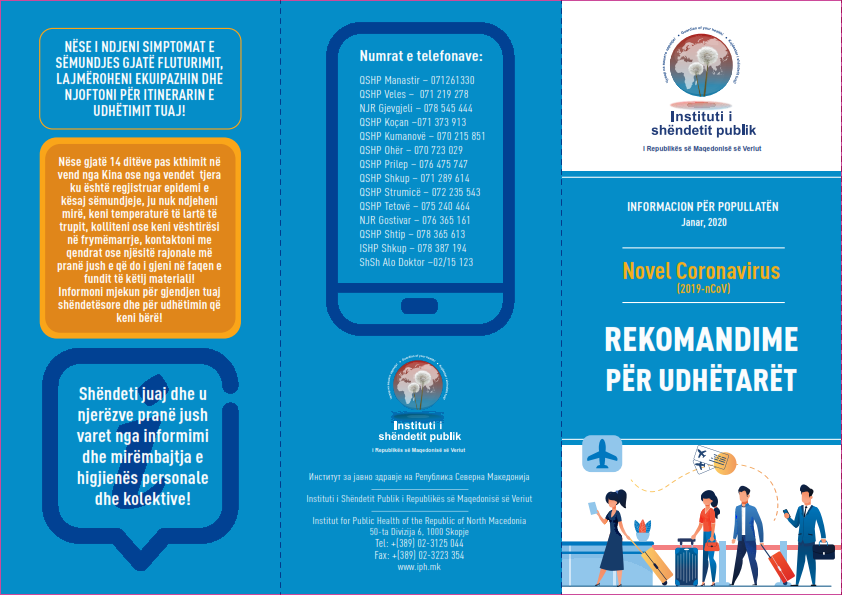 NËSE I NDJENI SIMPTOMAT E
SËMUNDJES GJATË FLUTURIMIT,
LAJMËROHENI EKUIPAZHIN DHE
NJOFTONI PËR ITINERARIN E
UDHËTIMIT TUAJ!
Nëse gjatë 14 ditëve pas kthimit në
vend nga Kina ose nga vendet tjera
ku është regjistruar epidemi e
kësaj sëmundjeje, ju nuk ndjeheni
mirë, keni temperaturë të lartë të
trupit, kolliteni ose keni vështirësi
në frymëmarrje, kontaktoni me
qendrat ose njësitë rajonale më
pranë jush e që do i gjeni në faqen e
fundit të këtij materiali!
Informoni mjekun për gjendjen tuaj
shëndetësore dhe për udhëtimin që
keni bërë!
Shëndeti juaj dhe u
njerëzve pranë jush
varet nga informimi
dhe mirëmbajtja e
higjienës personale
dhe kolektive!
Numrat e telefonave:
QSHP Manastir – 071261330
QSHP Veles – 071 219 278
NJR Gjevgjeli – 078 545 444
QSHP Koçan –071 373 913
QSHP Kumanovë – 070 215 851
QSHP Ohër – 070 723 029
QSHP Prilep – 076 475 747
QSHP Shkup – 071 289 614
QSHP Strumicë – 072 235 543
QSHP Tetovë – 075 240 464
NJR Gostivar – 076 365 161
QSHP Shtip – 078 365 613
ISHP Shkup – 078 387 194
ShSh Alo Doktor –02/15 123
Instituti i
shëndetit publik
i Republikës së Maqedonisë së Veriut
Институт за јавно здравје на Република Северна Македонија
Instituti i Shëndetit Publik i Republikës së Maqedonisë së Veriut
Institut for Public Health of the Republic of North Macedonia
50-ta Divizija 6, 1000 Skopje
Tel: +(389) 02-3125 044
Fax: +(389) 02-3223 354
www.iph.mk
Instituti i
shëndetit publik
i Republikës së Maqedonisë së Veriut
INFORMACION PËR POPULLATËN
Janar, 2020
Novel Coronavirus
(2019-nCoV)
REKOMANDIME
PËR UDHËTARËT